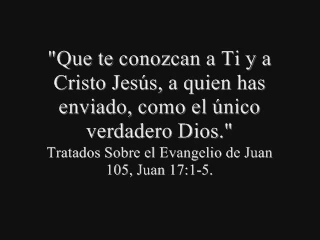 "Que te conozcan a Ti y a
Cristo Jesús, a quien has
enviado, como el único
verdadero Dios."
Tratados Sobre el Evangelio de Juan
105, Juan 17:1-5.